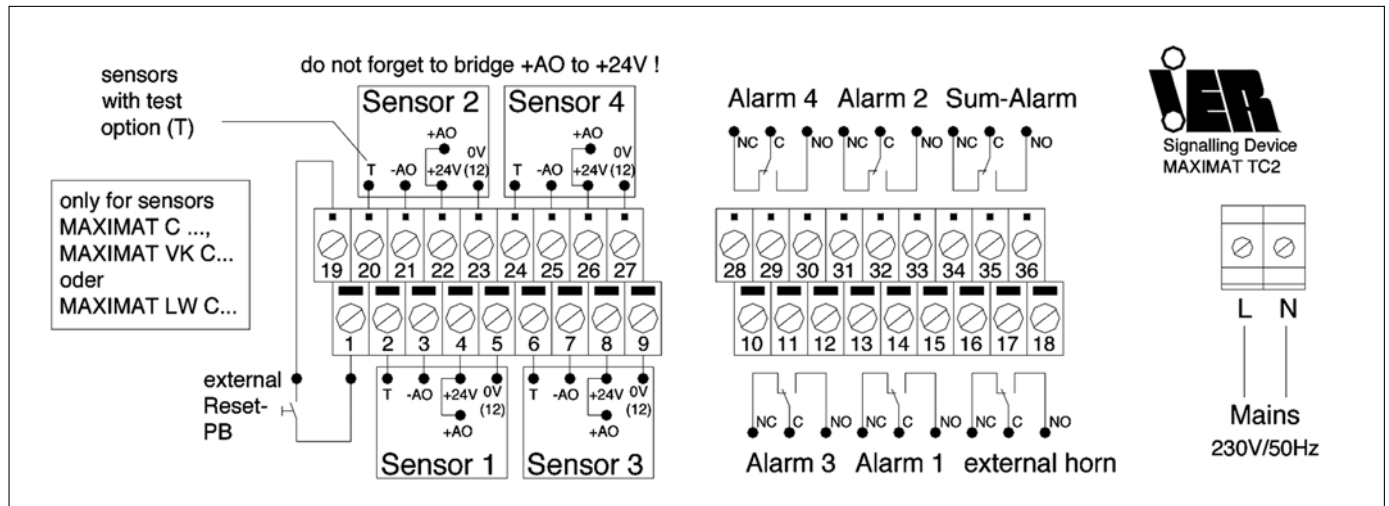 do not forget to bridge +AO to +24V !
sensors
with test
option (T)
Sensor 2
Sensor 4
+AO
0V
T -AO +24V (12)
+AO
0V
T -AO +24V (12)
Alarm 4 Alarm 2 Sum-Alarm
NC C NO NC C NO NC C NO
iER
Signalling Device
MAXIMAT TC2
only for sensors
MAXIMAT C ...,
MAXIMAT VK C...
oder
MAXIMAT LW C...
19 20 21 22 23 24 25 26 27
28 29 30 31 32 33 34 35 36
1 2 3 4 5 6 7 8 9
10 11 12 13 14 15 16 17 18
L N
external
Reset-
PB
T -AO +24V 0V
(12)
+AO
Sensor 1
T -AO +24V 0V
(12)
+AO
Sensor 3
NC C NO NC C NO NC C NO
Alarm 3 Alarm 1 external horn
Mains
230V/50Hz